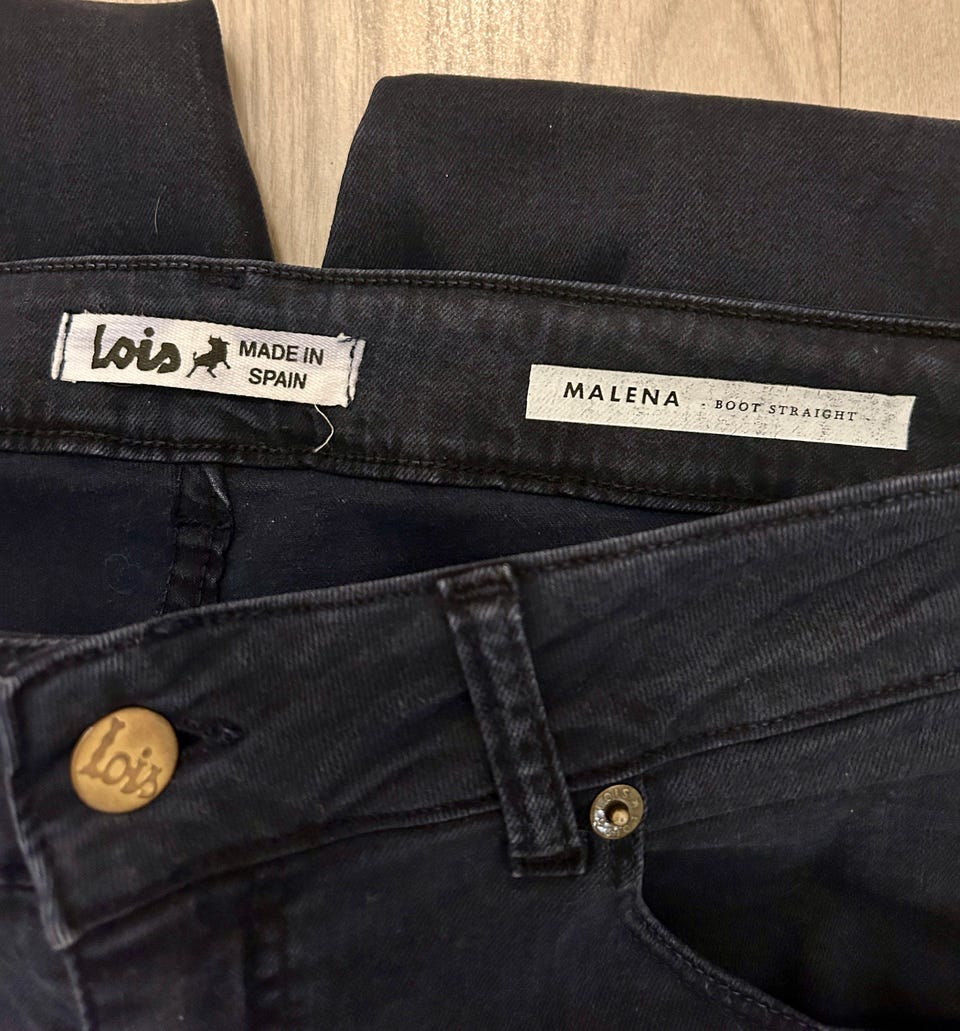 Lois MADE IN
SPAIN
MALENA - BOOT STRAIGHT -
Lois